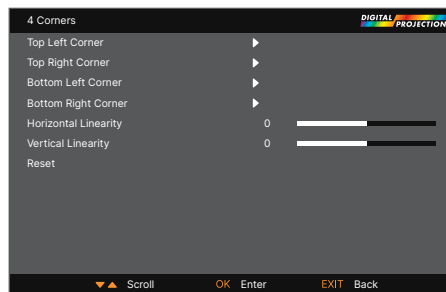 4 Corners
DIGITAL PROJECTION
Top Left Corner
Top Right Corner
Bottom Left Corner
Bottom Right Corner
Horizontal Linearity 0
Vertical Linearity 0
Reset
Scroll OK Enter EXIT Back